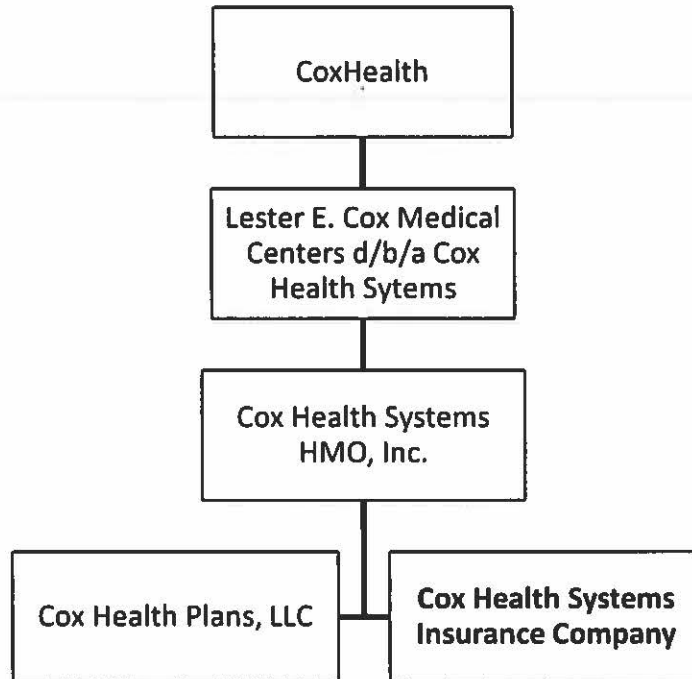 CoxHealth
Lester E. Cox Medical
Centers d/b/a Cox
Health Sytems
Cox Health Systems
HMO, Inc.
Cox Health Plans, LLC
Cox Health Systems
Insurance Company